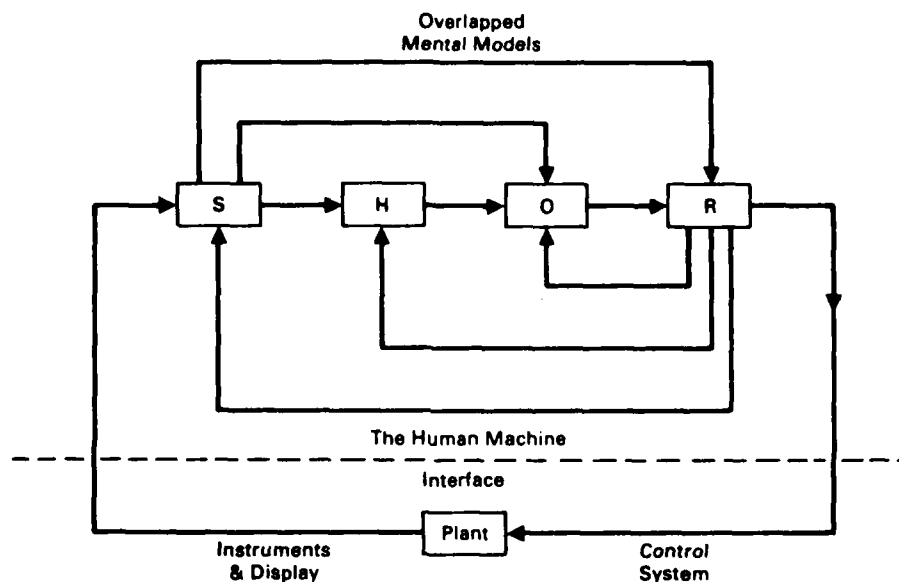 Overlapped
Mental Models
S
H
O
R
The Human Machine
Interface
Plant
Instruments
& Display
Control
System